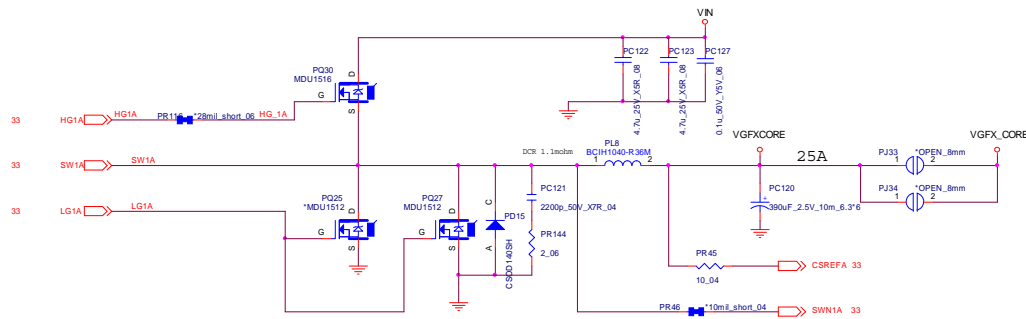 VIN
PC122
PC123
PC127
4.7u_25V_X5R_08
4.7u_25V_X5R_08
0.1u_50V_Y5V_06
PQ30
MDU1516
D
G
S
33
HG1A
HG1A
*28mil_short_06
HG_1A
VGFXCORE
VGFX_CORE
PL8
BCIH1040-R36M
DCR 1.1mohm
1
2
25A
PJ33
*OPEN_8mm
1
2
33
SW1A
SW1A
PJ34
*OPEN_8mm
1
2
PC121
2200p_50V_X7R_04
PC120
390uF_2.5V_10m_6.3*6
+
33
LG1A
LG1A
PQ25
*MDU1512
D
G
S
PQ27
MDU1512
D
G
S
C
A
PD15
CSOD140SH
PR144
2_06
PR45
10_04
CSREFA 33
PR46
*10mil_short_04
SWN1A 33